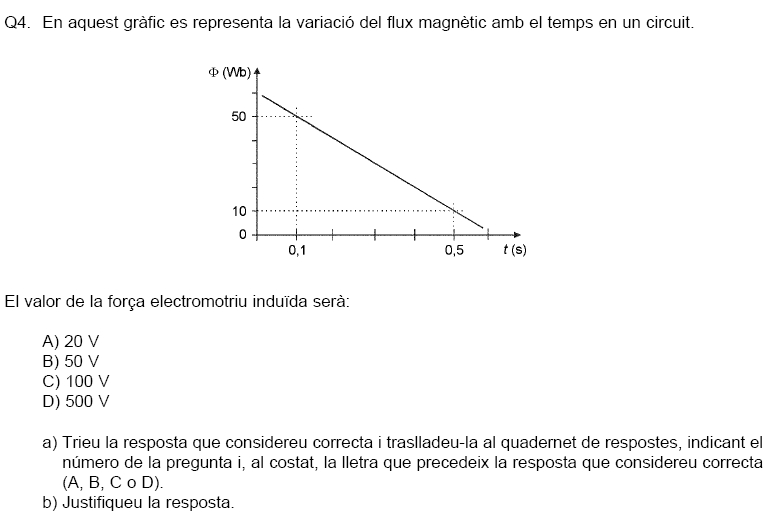 Q4. En aquest gràfic es representa la variació del flux magnètic amb el temps en un circuit.
Φ (Wb)
50
10
0
0,1
0,5
t (s)
El valor de la força electromotriu induïda serà:
A) 20 V
B) 50 V
C) 100 V
D) 500 V
a) Trieu la resposta que considereu correcta i traslladeu-la al quadernet de respostes, indicant el
número de la pregunta i, al costat, la lletra que precedeix la resposta que considereu correcta
(A, B, C o D).
b) Justifiqueu la resposta.